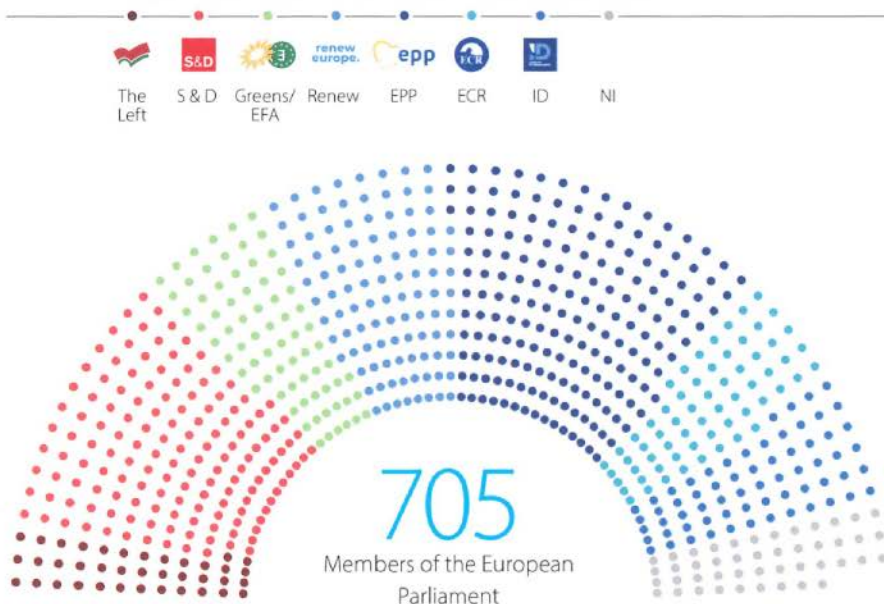 S&D
renew
europe.
epp
ECR
ID
The
Left
S & D
Greens/
EFA
Renew
EPP
ECR
ID
NI
705
Members of the European
Parliament